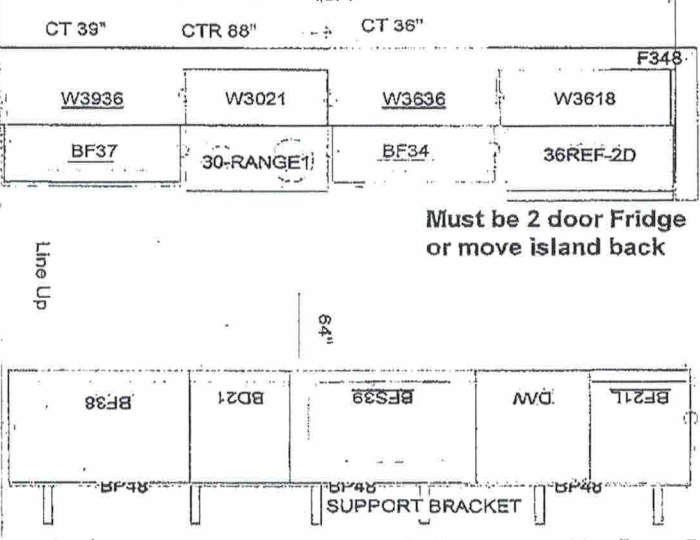 CT 39" CTR 88" CT 36"
F348
W3936 W3021 W3636 W3618
BF37 30-RANGE1 BF34 36REF-2D
Must be 2 door Fridge
or move island back
Line Up
64"
BF38 BD21 BFS39 D/W BF21L
BP48 BP48 BP48
SUPPORT BRACKET